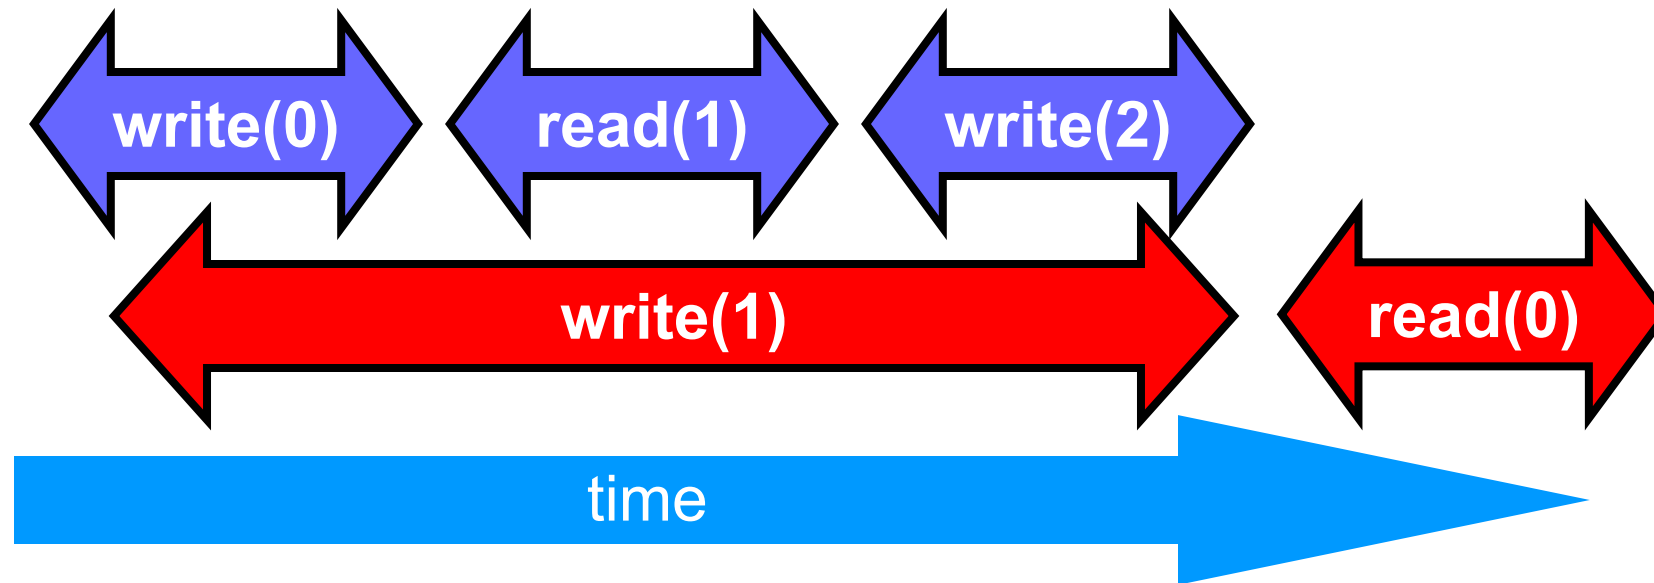 write(0) read(1) write(2)
write(1) read(0)
time